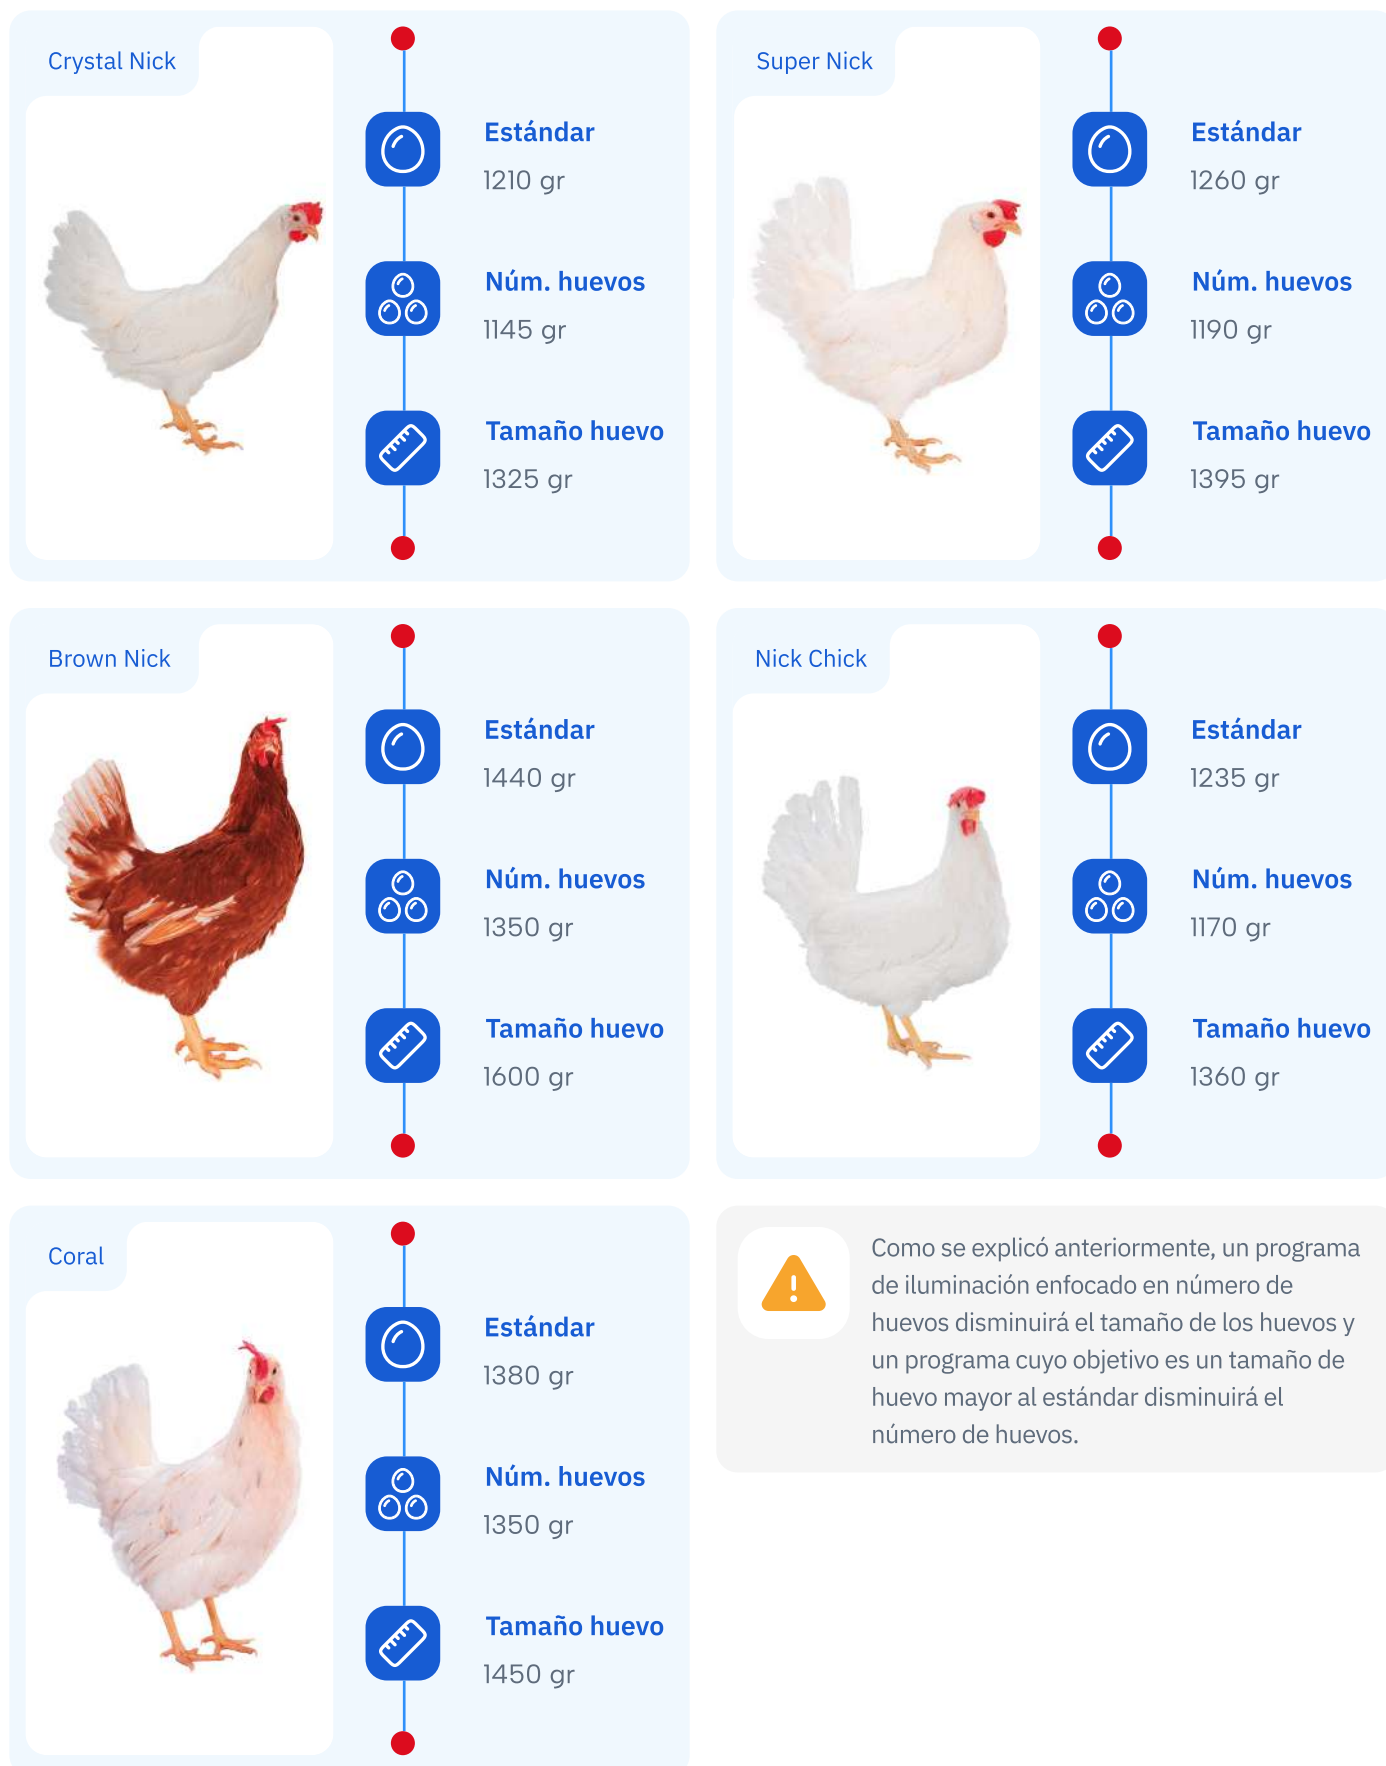 Crystal Nick
Estándar
1210 gr
Núm. huevos
1145 gr
Tamaño huevo
1325 gr
Super Nick
Estándar
1260 gr
Núm. huevos
1190 gr
Tamaño huevo
1395 gr
Brown Nick
Estándar
1440 gr
Núm. huevos
1350 gr
Tamaño huevo
1600 gr
Nick Chick
Estándar
1235 gr
Núm. huevos
1170 gr
Tamaño huevo
1360 gr
Coral
Estándar
1380 gr
Núm. huevos
1350 gr
Tamaño huevo
1450 gr
Como se explicó anteriormente, un programa
de iluminación enfocado en número de
huevos disminuirá el tamaño de los huevos y
un programa cuyo objetivo es un tamaño de
huevo mayor al estándar disminuirá el
número de huevos.